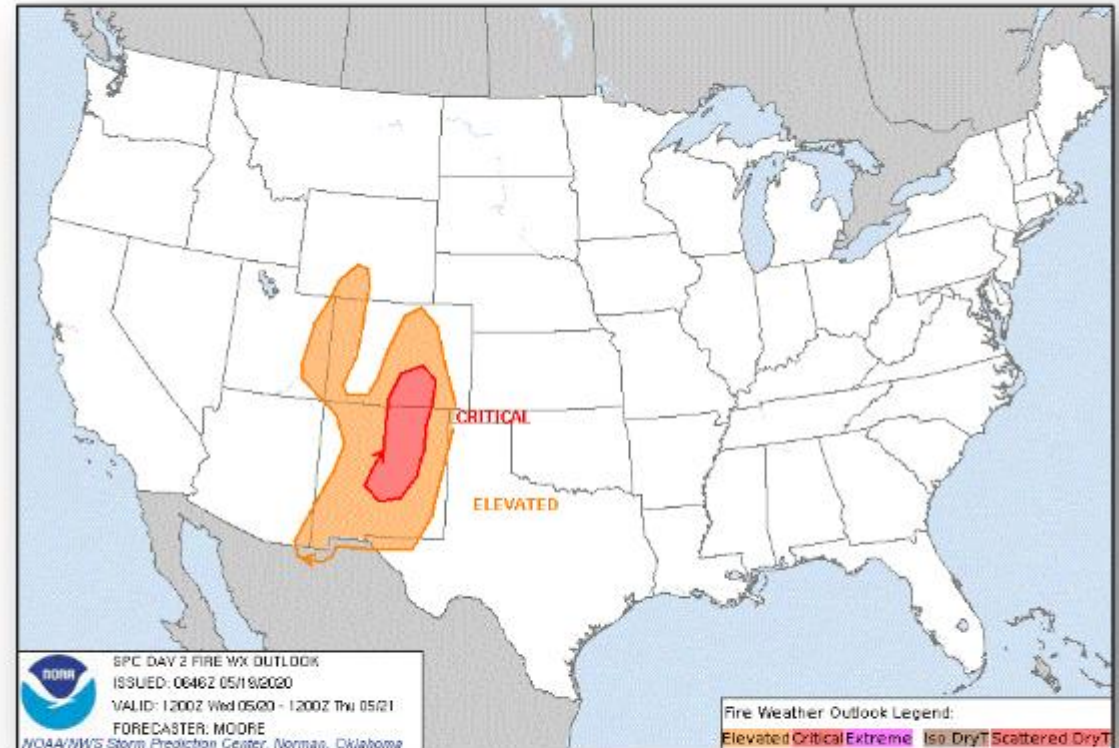 CRITICAL
ELEVATED
NOAA
SPC DAY 2 FIRE WX OUTLOOK
ISSUED: 0646Z 05/19/2020
VALID: 1200Z Wed 05/20 - 1200Z Thu 05/21
FORECASTER: MOORE
NOAA/NWS Storm Prediction Center, Norman, Oklahoma
Fire Weather Outlook Legend:
Elevated Critical Extreme Iso DryT Scattered DryT